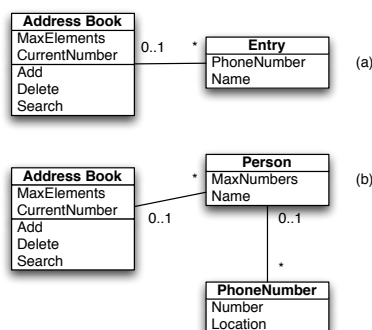 Address Book
MaxElements
CurrentNumber
Add
Delete
Search
0..1 *
Entry
PhoneNumber
Name
(a)
Address Book
MaxElements
CurrentNumber
Add
Delete
Search
0..1 *
Person
MaxNumbers
Name
(b)
0..1
*
PhoneNumber
Number
Location